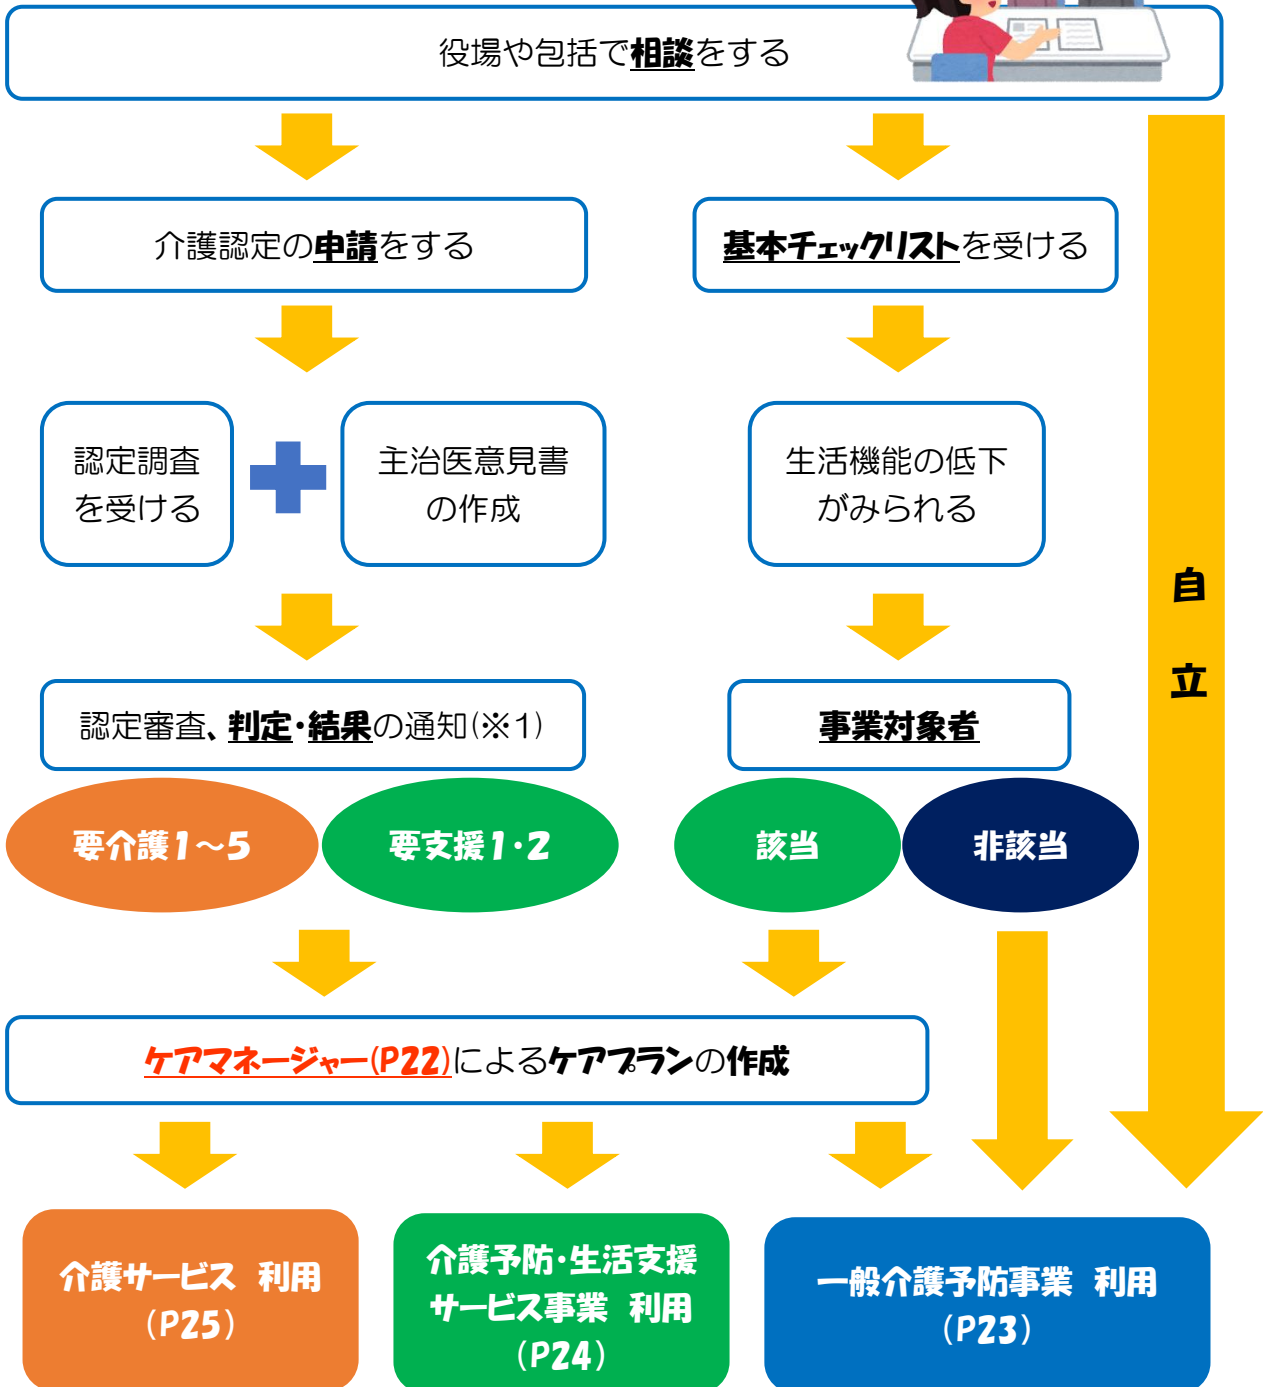 役場や包括で相談をする
介護認定の申請をする
基本チェックリストを受ける
認定調査
を受ける
主治医意見書
の作成
生活機能の低下
がみられる
自
立
認定審査、判定・結果の通知(※1)
事業対象者
要介護1～5
要支援1・2
該当
非該当
ケアマネージャー(P22)によるケアプランの作成
介護サービス 利用
(P25)
介護予防・生活支援
サービス事業 利用
(P24)
一般介護予防事業 利用
(P23)